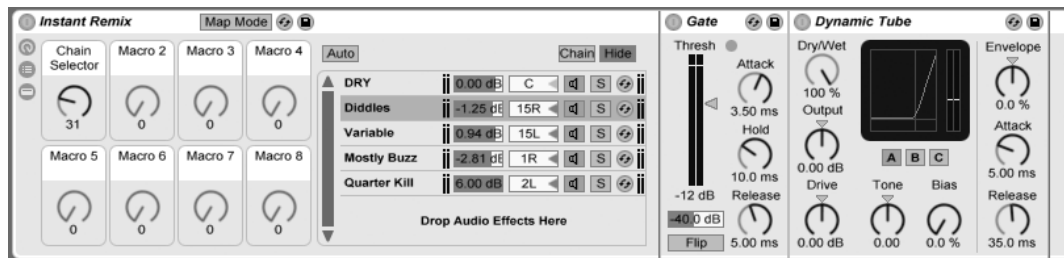 Instant Remix
Map Mode
Chain Selector
31
Macro 2
0
Macro 3
0
Macro 4
0
Macro 5
0
Macro 6
0
Macro 7
0
Macro 8
0
Auto
Chain Hide
DRY 0.00 dB C S
Diddles -1.25 dB 15R S
Variable 0.94 dB 15L S
Mostly Buzz -2.81 dB 1R S
Quarter Kill 6.00 dB 2L S
Drop Audio Effects Here
Gate
Thresh
-12 dB
-40.0 dB
Flip
Attack
3.50 ms
Hold
10.0 ms
Release
5.00 ms
Dynamic Tube
Dry/Wet
100 %
Output
0.00 dB
Drive
0.00 dB
A B C
Tone
0.00
Bias
0.0 %
Envelope
0.0 %
Attack
5.00 ms
Release
35.0 ms